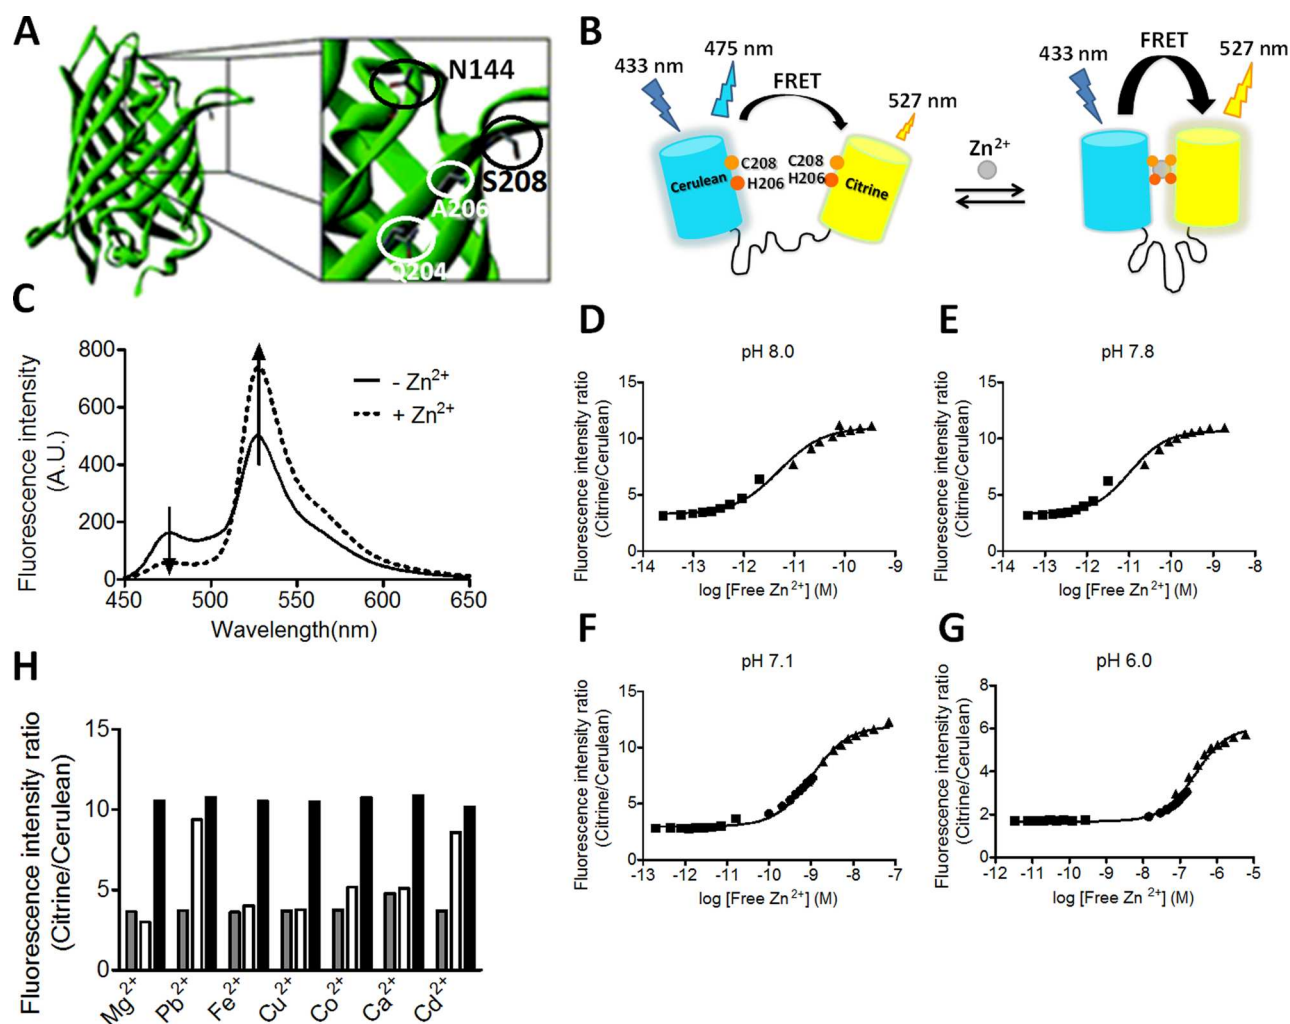 A
N144
S208
A206
Q204
B
433 nm
475 nm
FRET
527 nm
Cerulean
C208
H206
C208
H206
Citrine
Zn²⁺
433 nm
FRET
527 nm
C
Fluorescence intensity
(A.U.)
800
600
400
200
0
450 500 550 600 650
Wavelength(nm)
- Zn²⁺
+ Zn²⁺
D
pH 8.0
Fluorescence intensity ratio
(Citrine/Cerulean)
15
10
5
0
-14 -13 -12 -11 -10 -9
log [Free Zn²⁺] (M)
E
pH 7.8
Fluorescence intensity ratio
(Citrine/Cerulean)
15
10
5
0
-14 -13 -12 -11 -10 -9 -8
log [Free Zn²⁺] (M)
F
pH 7.1
Fluorescence intensity ratio
(Citrine/Cerulean)
15
10
5
0
-13 -12 -11 -10 -9 -8 -7
log [Free Zn²⁺] (M)
G
pH 6.0
Fluorescence intensity ratio
(Citrine/Cerulean)
8
6
4
2
0
-12 -11 -10 -9 -8 -7 -6 -5
log [Free Zn²⁺] (M)
H
Fluorescence intensity ratio
(Citrine/Cerulean)
15
10
5
0
Mg²⁺ Pb²⁺ Fe²⁺ Cu²⁺ Co²⁺ Ca²⁺ Cd²⁺